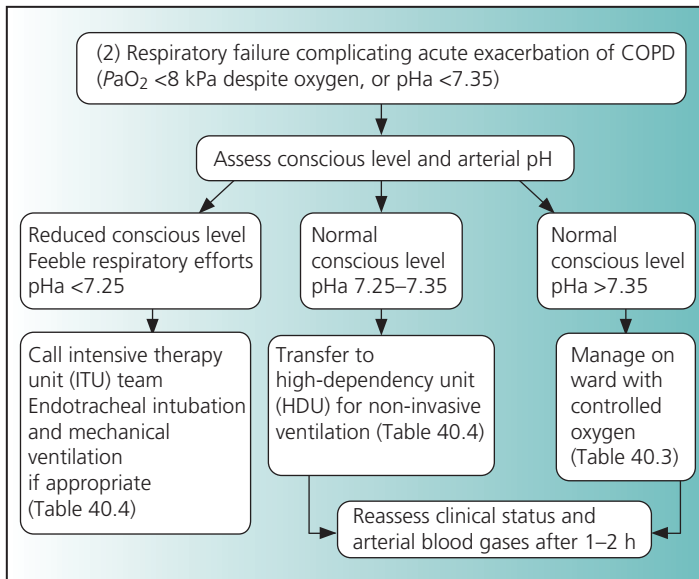 (2) Respiratory failure complicating acute exacerbation of COPD
(PaO₂ <8 kPa despite oxygen, or pHa <7.35)
Assess conscious level and arterial pH
Reduced conscious level
Feeble respiratory efforts
pHa <7.25
Normal
conscious level
pHa 7.25–7.35
Normal
conscious level
pHa >7.35
Call intensive therapy
unit (ITU) team
Endotracheal intubation
and mechanical
ventilation
if appropriate
(Table 40.4)
Transfer to
high-dependency unit
(HDU) for non-invasive
ventilation (Table 40.4)
Manage on
ward with
controlled
oxygen
(Table 40.3)
Reassess clinical status and
arterial blood gases after 1–2 h